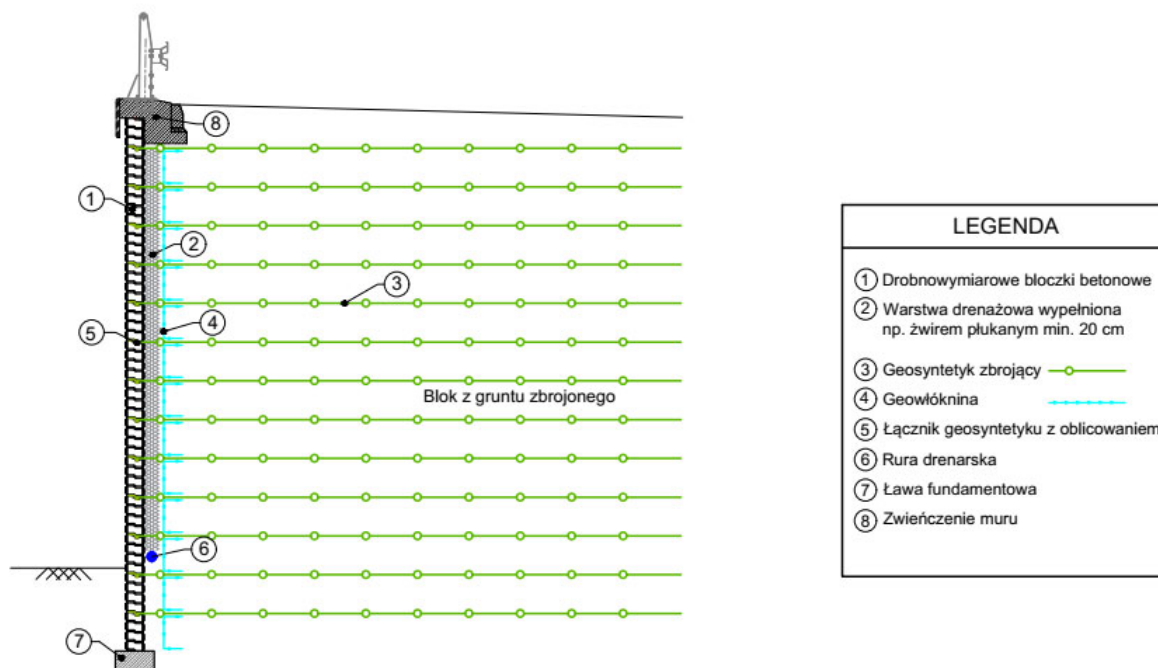 8
1
2
3
4
5
Blok z gruntu zbrojonego
6
7
LEGENDA
1 Drobnowymiarowe bloczki betonowe
2 Warstwa drenażowa wypełniona
np. żwirem płukanym min. 20 cm
3 Geosyntetyk zbrojący
4 Geowłóknina
5 Łącznik geosyntetyku z oblicowaniem
6 Rura drenarska
7 Ława fundamentowa
8 Zwieńczenie muru